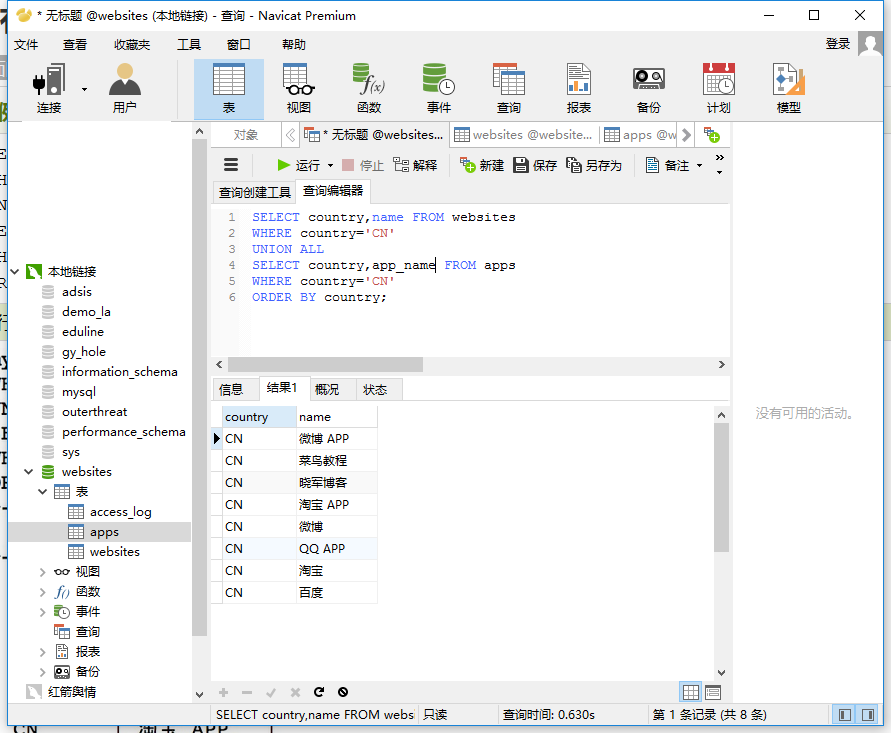 * 无标题 @websites (本地链接) - 查询 - Navicat Premium
文件 查看 收藏夹 工具 窗口 帮助 登录
连接 用户 表 视图 函数 事件 查询 报表 备份 计划 模型
对象 * 无标题 @websites... websites @website... apps @w
运行 停止 解释 新建 保存 另存为 备注
查询创建工具 查询编辑器
1 SELECT country,name FROM websites
2 WHERE country='CN'
3 UNION ALL
4 SELECT country,app_name FROM apps
5 WHERE country='CN'
6 ORDER BY country;
本地链接
adsis
demo_la
eduline
gy_hole
information_schema
mysql
outerthreat
performance_schema
sys
websites
表
access_log
apps
websites
视图
函数
事件
查询
报表
备份
红箭舆情
信息 结果1 概况 状态
country name
CN 微博 APP
CN 菜鸟教程
CN 晓军博客
CN 淘宝 APP
CN 微博
CN QQ APP
CN 淘宝
CN 百度
没有可用的活动。
SELECT country,name FROM webs 只读 查询时间: 0.630s 第 1 条记录 (共 8 条)